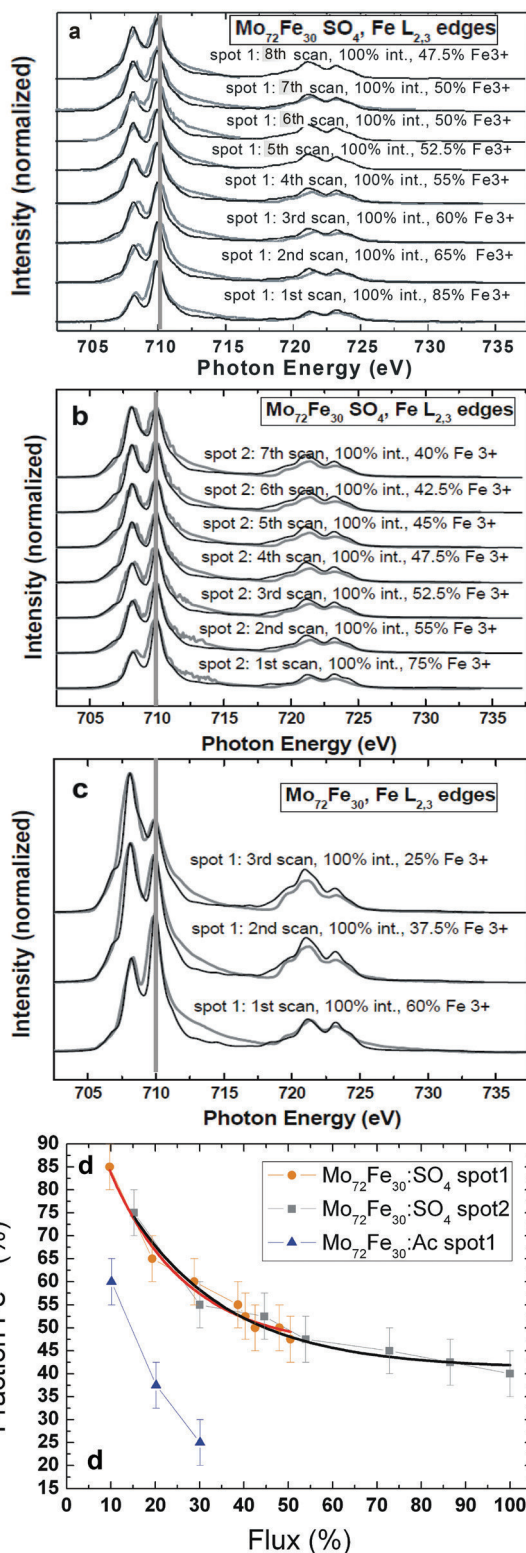 a
Mo72Fe30 SO4, Fe L2,3 edges
spot 1: 8th scan, 100% int., 47.5% Fe3+
spot 1: 7th scan, 100% int., 50% Fe3+
spot 1: 6th scan, 100% int., 50% Fe3+
spot 1: 5th scan, 100% int., 52.5% Fe3+
spot 1: 4th scan, 100% int., 55% Fe3+
spot 1: 3rd scan, 100% int., 60% Fe3+
spot 1: 2nd scan, 100% int., 65% Fe3+
spot 1: 1st scan, 100% int., 85% Fe3+
Intensity (normalized)
705 710 715 720 725 730 735
Photon Energy (eV)
b
Mo72Fe30 SO4, Fe L2,3 edges
spot 2: 7th scan, 100% int., 40% Fe 3+
spot 2: 6th scan, 100% int., 42.5% Fe 3+
spot 2: 5th scan, 100% int., 45% Fe 3+
spot 2: 4th scan, 100% int., 47.5% Fe 3+
spot 2: 3rd scan, 100% int., 52.5% Fe 3+
spot 2: 2nd scan, 100% int., 55% Fe 3+
spot 2: 1st scan, 100% int., 75% Fe 3+
Intensity (normalized)
705 710 715 720 725 730 735
Photon Energy (eV)
c
Mo72Fe30, Fe L2,3 edges
spot 1: 3rd scan, 100% int., 25% Fe 3+
spot 1: 2nd scan, 100% int., 37.5% Fe 3+
spot 1: 1st scan, 100% int., 60% Fe 3+
Intensity (normalized)
705 710 715 720 725 730 735
Photon Energy (eV)
d
Mo72Fe30:SO4 spot1
Mo72Fe30:SO4 spot2
Mo72Fe30:Ac spot1
90
85
80
75
70
65
60
55
50
45
40
35
30
25
20
15
(%)
d
0 10 20 30 40 50 60 70 80 90 100
Flux (%)